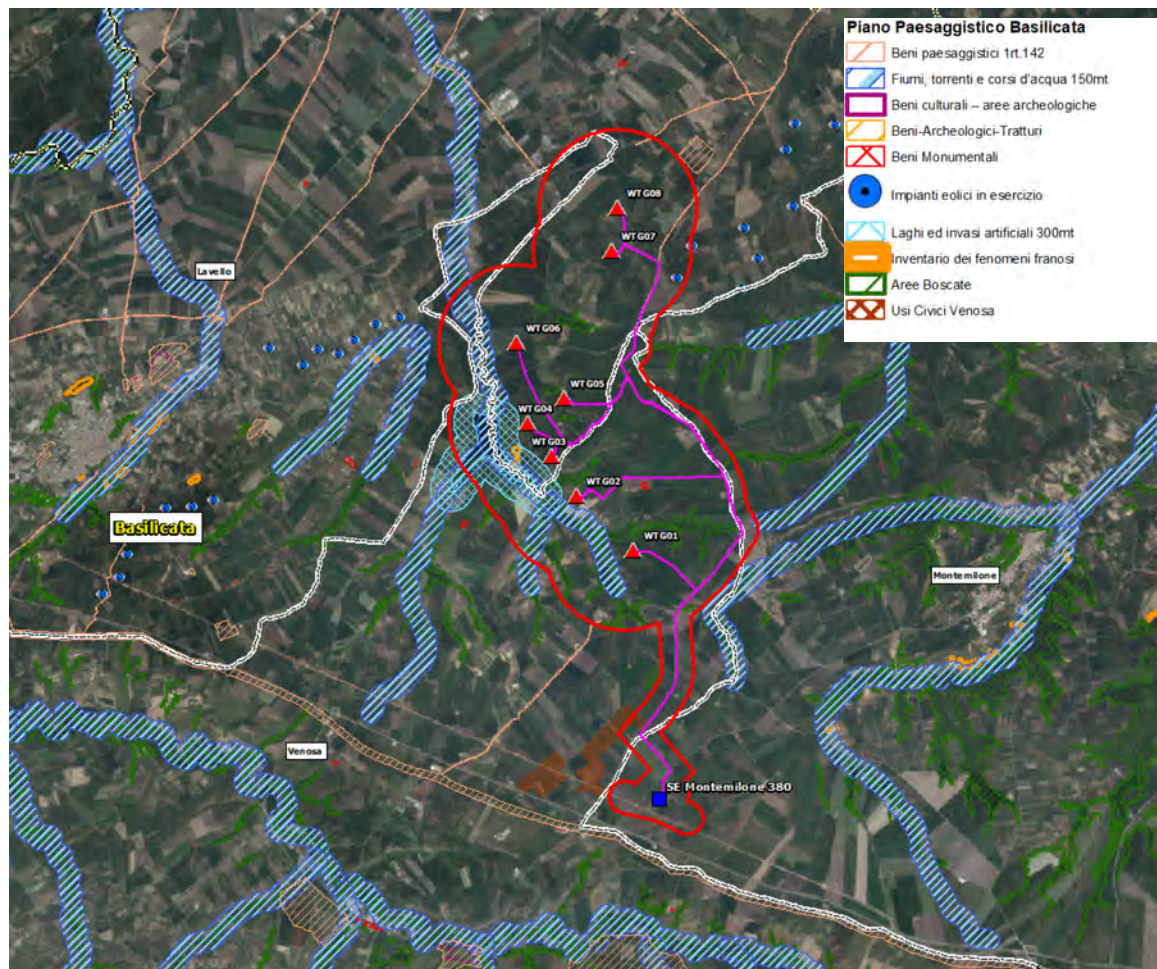 Piano Paesaggistico Basilicata
Beni paesaggistici 1rt.142
Fiumi, torrenti e corsi d'acqua 150mt
Beni culturali – aree archeologiche
Beni-Archeologici-Tratturi
Beni Monumentali
Impianti eolici in esercizio
Laghi ed invasi artificiali 300mt
Inventario dei fenomeni franosi
Aree Boscate
Usi Civici Venosa
WTG08
WTG07
Lavello
WTG06
WTG05
WTG04
WTG03
WTG02
Basilicata
WTG01
Montemilone
Venosa
SE Montemilone 380